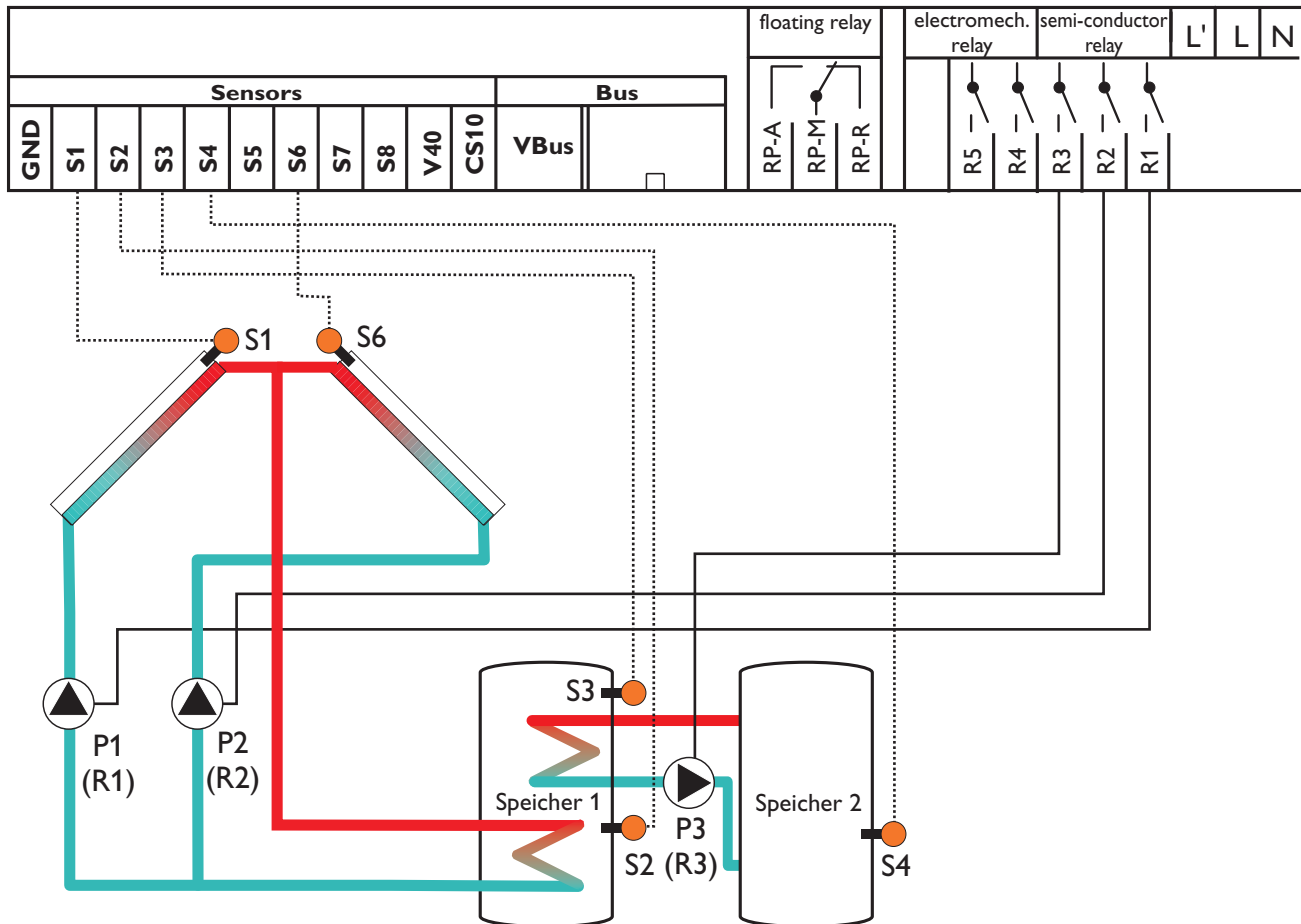 floating relay
electromech.
relay
semi-conductor
relay
L'
L
N
Sensors
Bus
GND
S1
S2
S3
S4
S5
S6
S7
S8
V40
CS10
VBus
RP-A
RP-M
RP-R
R5
R4
R3
R2
R1
S1
S6
S3
P1
(R1)
P2
(R2)
Speicher 1
S2
P3
(R3)
Speicher 2
S4